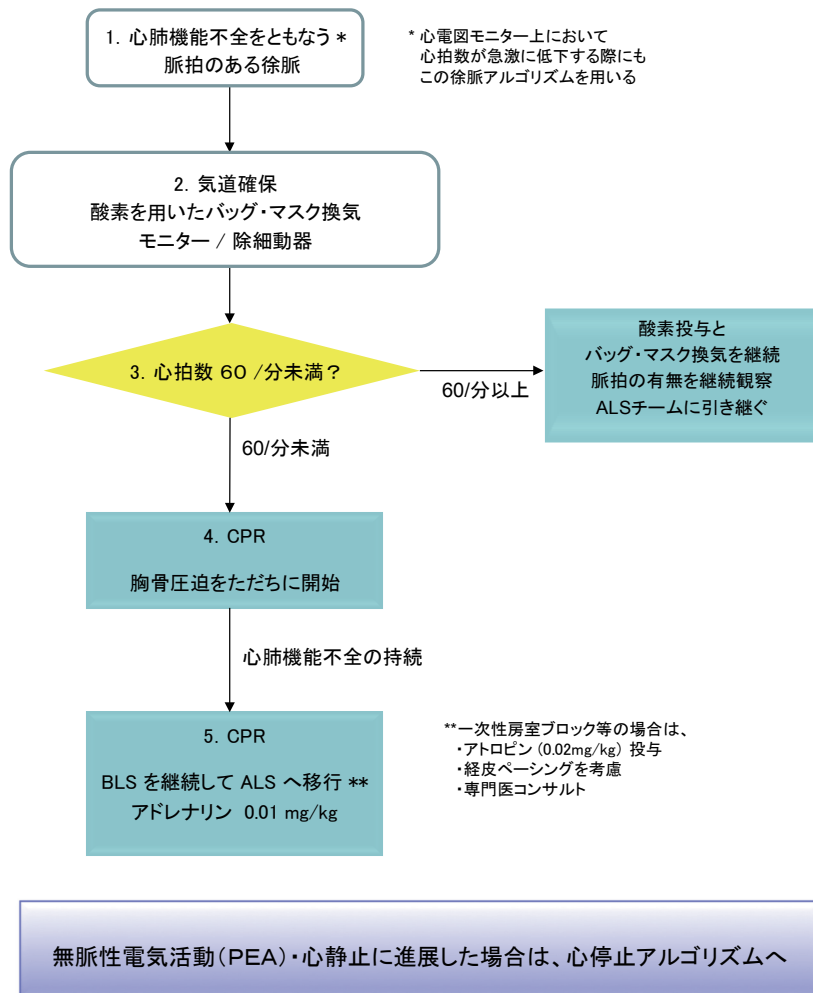 1．心肺機能不全をともなう *
脈拍のある徐脈
* 心電図モニター上において
心拍数が急激に低下する際にも
この徐脈アルゴリズムを用いる
2．気道確保
酸素を用いたバッグ・マスク換気
モニター / 除細動器
3．心拍数 60 /分未満？
60/分以上
酸素投与と
バッグ・マスク換気を継続
脈拍の有無を継続観察
ALSチームに引き継ぐ
60/分未満
4．CPR
胸骨圧迫をただちに開始
心肺機能不全の持続
5．CPR
BLS を継続して ALS へ移行 **
アドレナリン 0.01 mg/kg
**一次性房室ブロック等の場合は、
・アトロピン (0.02mg/kg) 投与
・経皮ペーシングを考慮
・専門医コンサルト
無脈性電気活動（PEA）・心静止に進展した場合は、心停止アルゴリズムへ